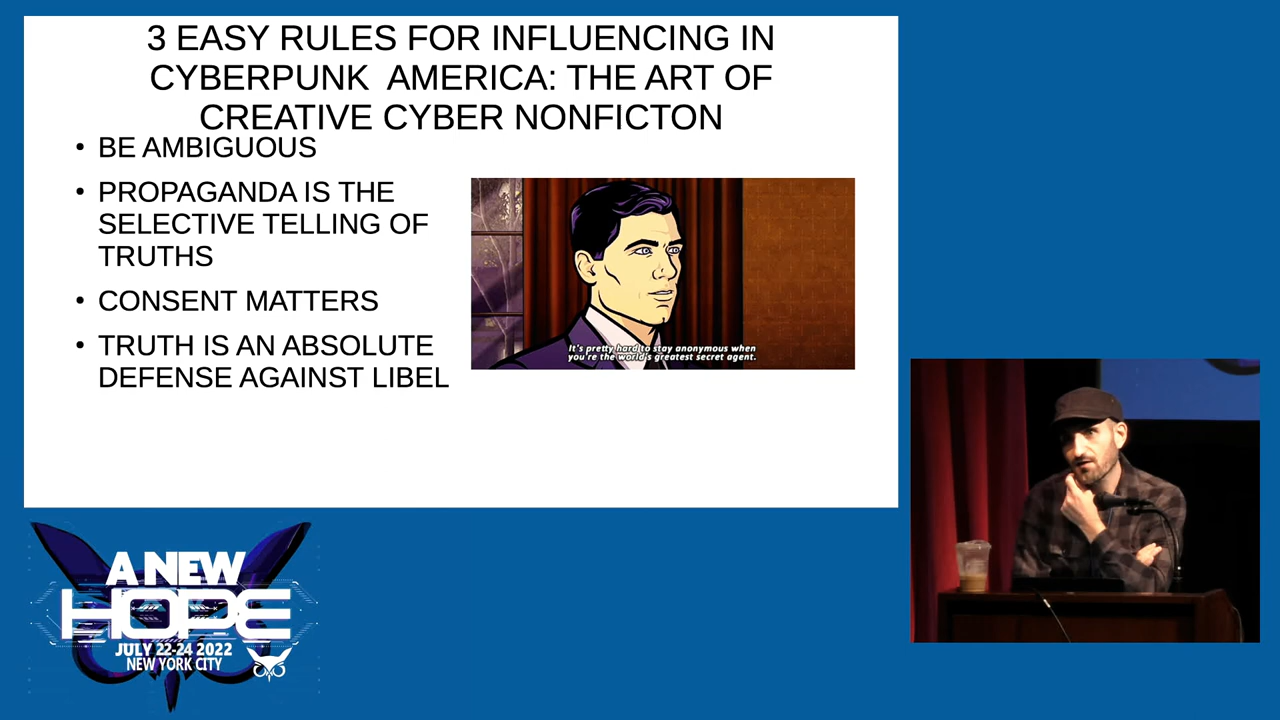 3 EASY RULES FOR INFLUENCING IN
CYBERPUNK  AMERICA: THE ART OF
CREATIVE CYBER NONFICTON
• BE AMBIGUOUS
• PROPAGANDA IS THE
SELECTIVE TELLING OF
TRUTHS
• CONSENT MATTERS
• TRUTH IS AN ABSOLUTE
DEFENSE AGAINST LIBEL
It's pretty hard to stay anonymous when
you're the world's greatest secret agent.
A NEW
HOPE
JULY 22-24 2022
NEW YORK CITY